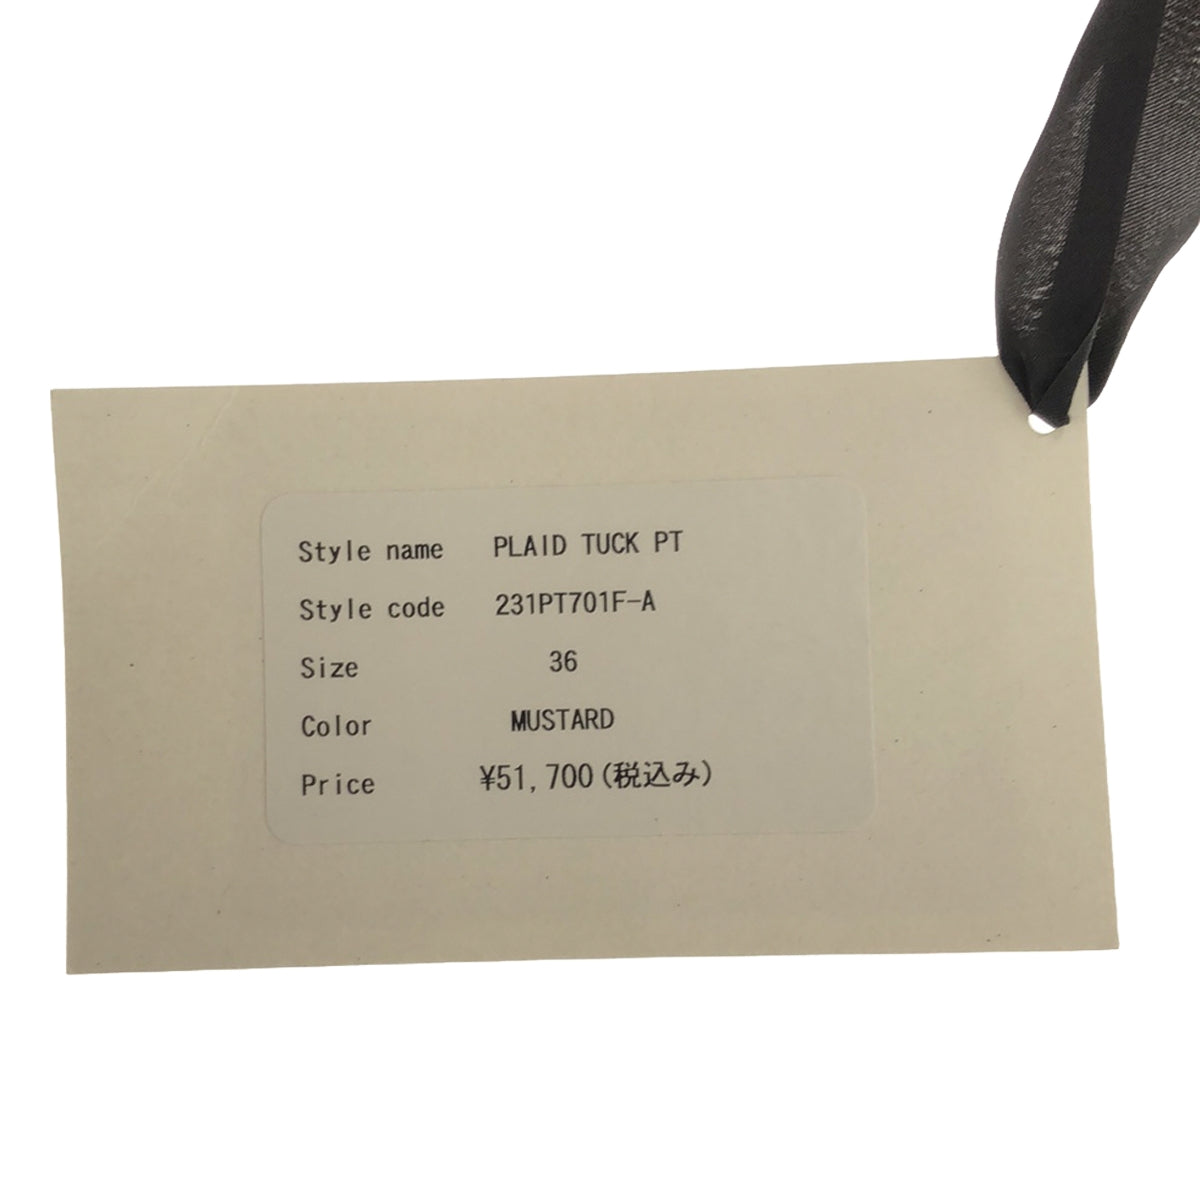 Style name PLAID TUCK PT
Style code 231PT701F-A
Size 36
Color MUSTARD
Price ¥51,700(税込み)